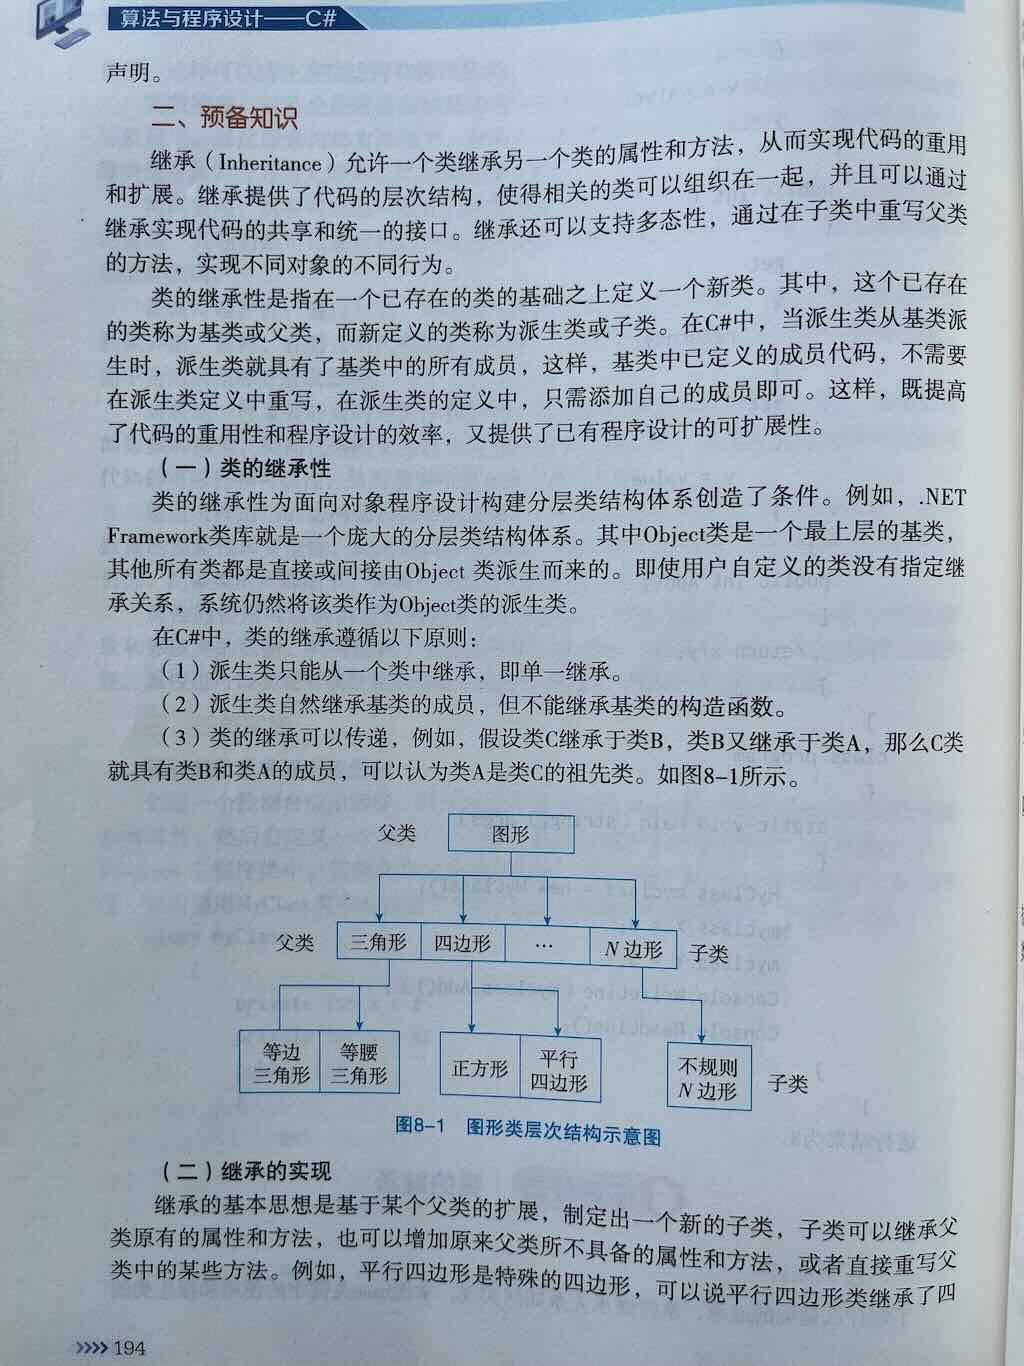 算法与程序设计——C#
声明。
二、预备知识
继承（Inheritance）允许一个类继承另一个类的属性和方法，从而实现代码的重用
和扩展。继承提供了代码的层次结构，使得相关的类可以组织在一起，并且可以通过
继承实现代码的共享和统一的接口。继承还可以支持多态性，通过在子类中重写父类
的方法，实现不同对象的不同行为。
类的继承性是指在一个已存在的类的基础之上定义一个新类。其中，这个已存在
的类称为基类或父类，而新定义的类称为派生类或子类。在C#中，当派生类从基类派
生时，派生类就具有了基类中的所有成员，这样，基类中已定义的成员代码，不需要
在派生类定义中重写，在派生类的定义中，只需添加自己的成员即可。这样，既提高
了代码的重用性和程序设计的效率，又提供了已有程序设计的可扩展性。
（一）类的继承性
类的继承性为面向对象程序设计构建分层类结构体系创造了条件。例如，.NET
Framework类库就是一个庞大的分层类结构体系。其中Object类是一个最上层的基类，
其他所有类都是直接或间接由Object 类派生而来的。即使用户自定义的类没有指定继
承关系，系统仍然将该类作为Object类的派生类。
在C#中，类的继承遵循以下原则：
（1）派生类只能从一个类中继承，即单一继承。
（2）派生类自然继承基类的成员，但不能继承基类的构造函数。
（3）类的继承可以传递，例如，假设类C继承于类B，类B又继承于类A，那么C类
就具有类B和类A的成员，可以认为类A是类C的祖先类。如图8-1所示。
父类 图形
父类 三角形 四边形 … N 边形 子类
等边 等腰 正方形 平行 不规则
三角形 三角形 四边形 N 边形 子类
图8-1 图形类层次结构示意图
（二）继承的实现
继承的基本思想是基于某个父类的扩展，制定出一个新的子类，子类可以继承父
类原有的属性和方法，也可以增加原来父类所不具备的属性和方法，或者直接重写父
类中的某些方法。例如，平行四边形是特殊的四边形，可以说平行四边形类继承了四
>>>> 194